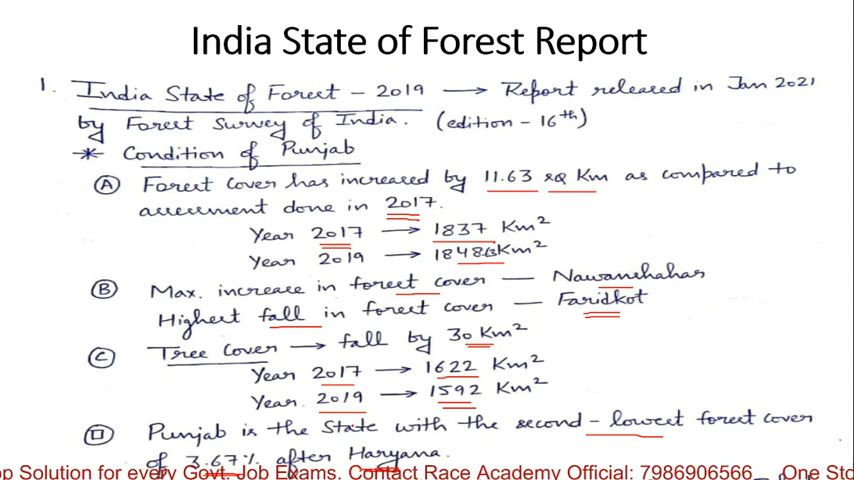 India State of Forest Report
1. India State of Forest – 2019 → Report released in Jan 2021
by Forest Survey of India. (edition – 16th)
* Condition of Punjab
(A) Forest Cover has increased by 11.63 sq Km as compared to
assessment done in 2017.
Year 2017 → 1837 Km²
Year 2019 → 1848 Km²
(B) Max. increase in forest cover — Nawanshahar
Highest fall in forest cover — Faridkot
(C) Tree Cover → fall by 30 Km²
Year 2017 → 1622 Km²
Year 2019 → 1592 Km²
(D) Punjab is the State with the second – lowest forest cover
of 3.67% after Haryana.
op Solution for every Govt. Job Exams. Contact Race Academy Official: 7986906566 One Sto